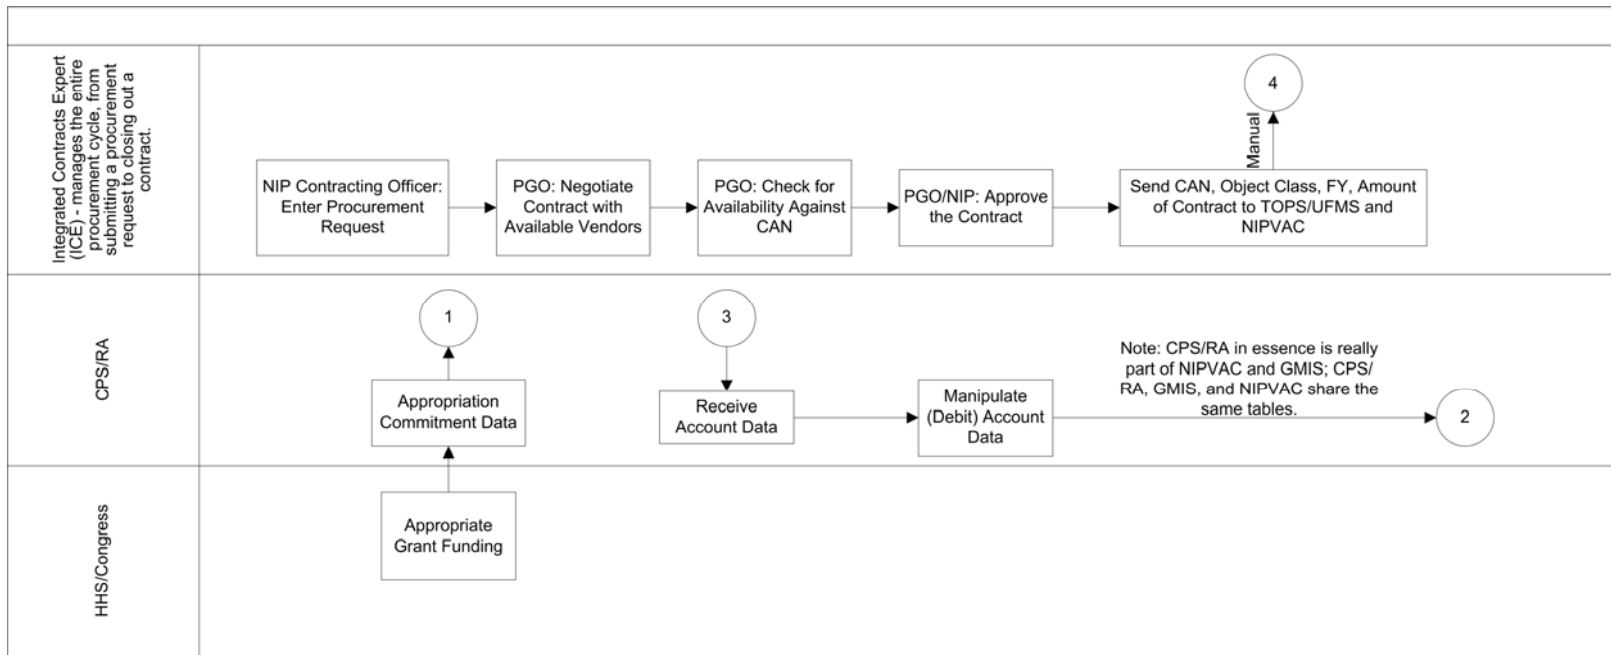 Integrated Contracts Expert
(ICE) - manages the entire
procurement cycle, from
submitting a procurement
request to closing out a
contract.
NIP Contracting Officer:
Enter Procurement
Request
PGO: Negotiate
Contract with
Available Vendors
PGO: Check for
Availability Against
CAN
PGO/NIP: Approve
the Contract
Send CAN, Object Class, FY, Amount
of Contract to TOPS/UFMS and
NIPVAC
Manual
4
CPS/RA
1
Appropriation
Commitment Data
3
Receive
Account Data
Manipulate
(Debit) Account
Data
Note: CPS/RA in essence is really
part of NIPVAC and GMIS; CPS/
RA, GMIS, and NIPVAC share the
same tables.
2
HHS/Congress
Appropriate
Grant Funding